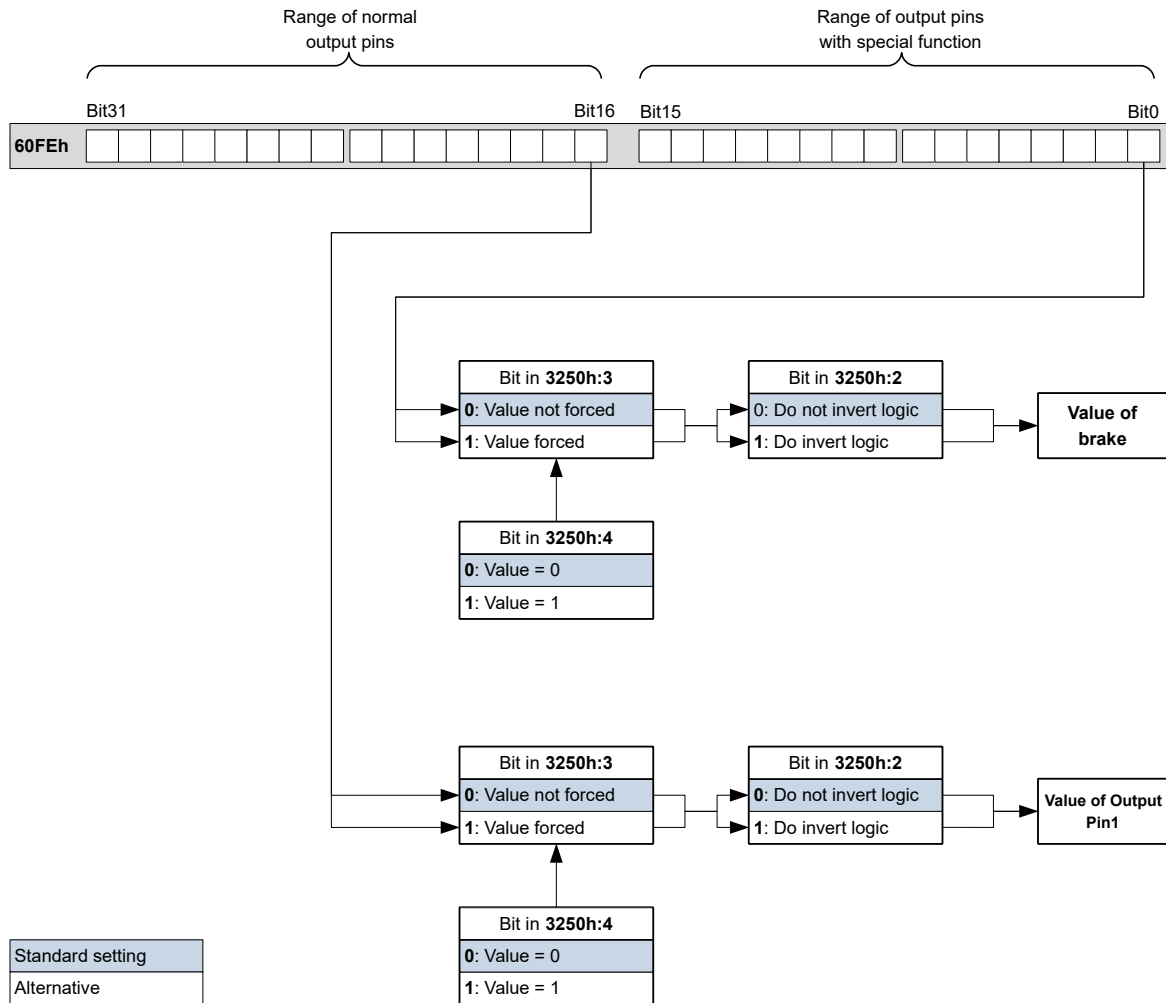 Range of normal
output pins
Range of output pins
with special function
Bit31
Bit16
Bit15
Bit0
60FEh
Bit in 3250h:3
0: Value not forced
1: Value forced
Bit in 3250h:2
0: Do not invert logic
1: Do invert logic
Value of
brake
Bit in 3250h:4
0: Value = 0
1: Value = 1
Bit in 3250h:3
0: Value not forced
1: Value forced
Bit in 3250h:2
0: Do not invert logic
1: Do invert logic
Value of Output
Pin1
Bit in 3250h:4
0: Value = 0
1: Value = 1
Standard setting
Alternative